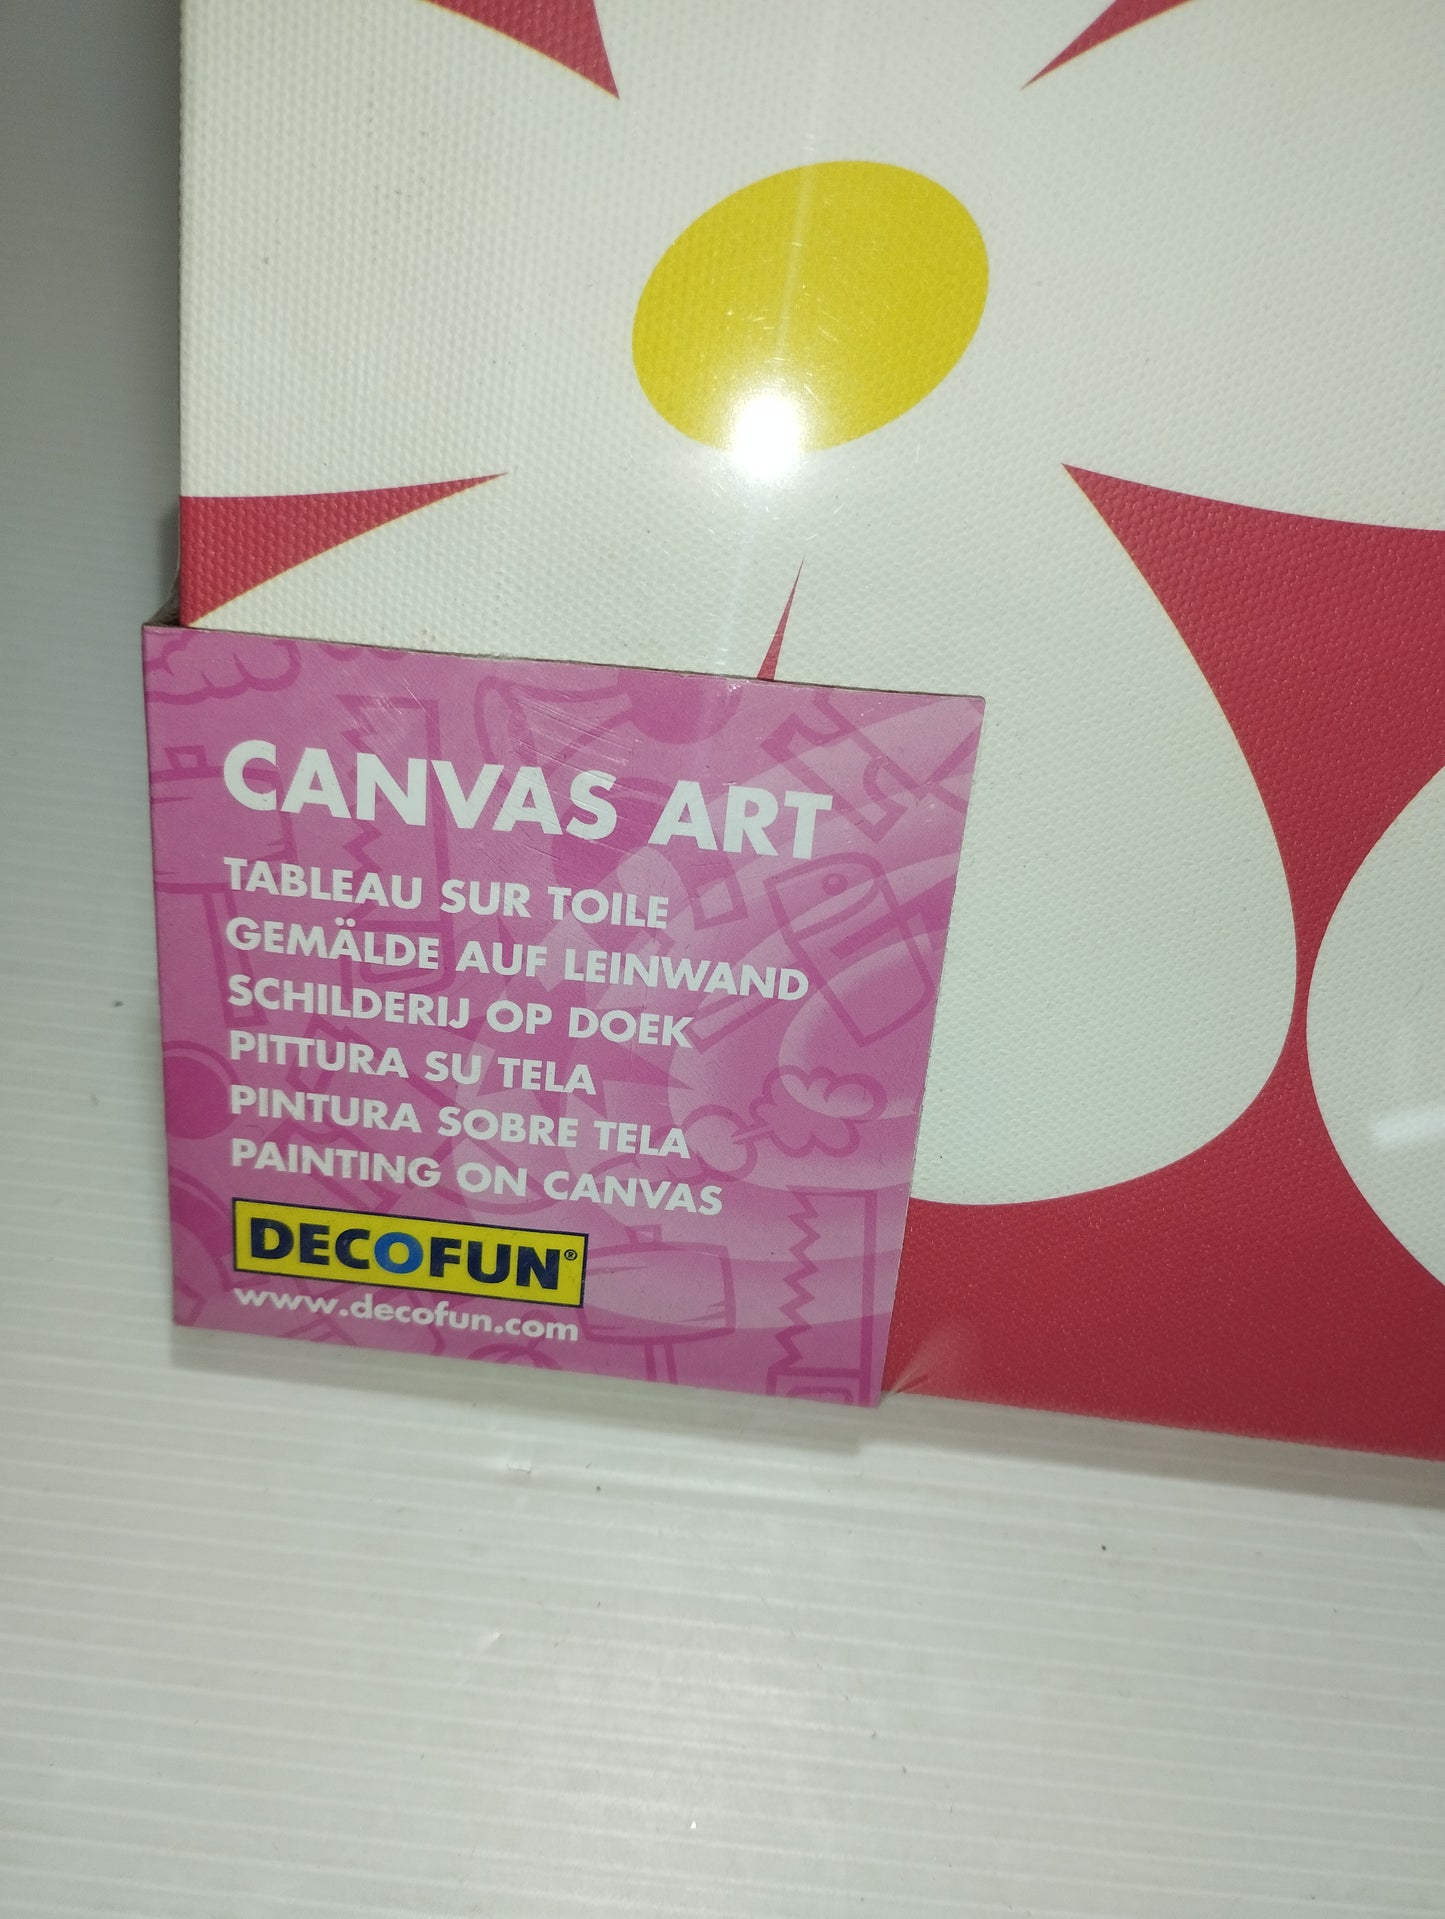 CANVAS ART
TABLEAU SUR TOILE
GEMÄLDE AUF LEINWAND
SCHILDERIJ OP DOEK
PITTURA SU TELA
PINTURA SOBRE TELA
PAINTING ON CANVAS
DECOFUN®
www.decofun.com